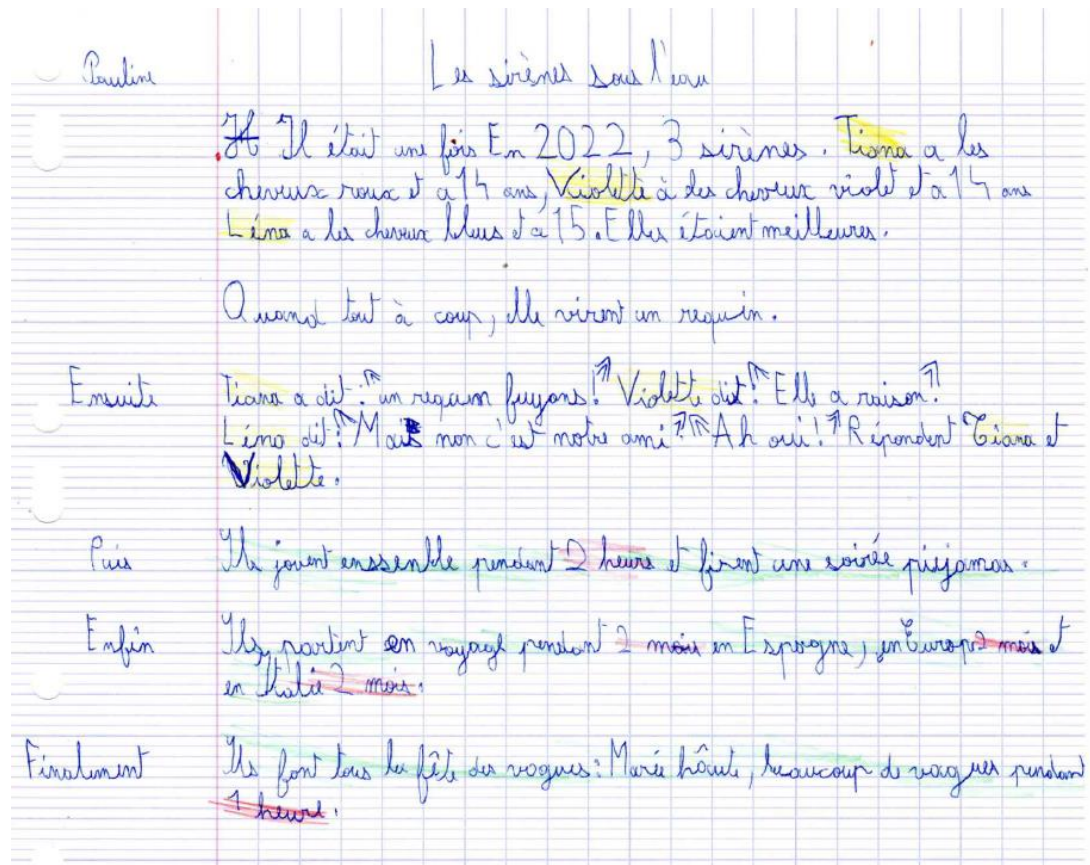 Pauline Les sirènes sous l'eau
Il était une fois En 2022, 3 sirènes. Tiana a les
cheveux roux et a 14 ans, Violette à des cheveux violet et a 14 ans
Léna a les cheveux bleus et a 15. Elles étaient meilleures.
Quand tout à coup, elle virent un requin.
Ensuite Tiana a dit : "un requin fuyons!" Violette dit: "Elle a raison"!
Léna dit: "Mais non c'est notre ami"! "Ah oui!" Répondent Tiana et
Violette.
Puis Ils jouent enssenble pendant 2 heures et firent une soirée pijamas.
Enfin Ils partent en voyage pendant 2 mois en Espagne, en Europe 2 mois et
en Italie 2 mois.
Finalement Ils font tous la fête des vagues: Marée hâute, beaucoup de vagues pendant
1 heure.